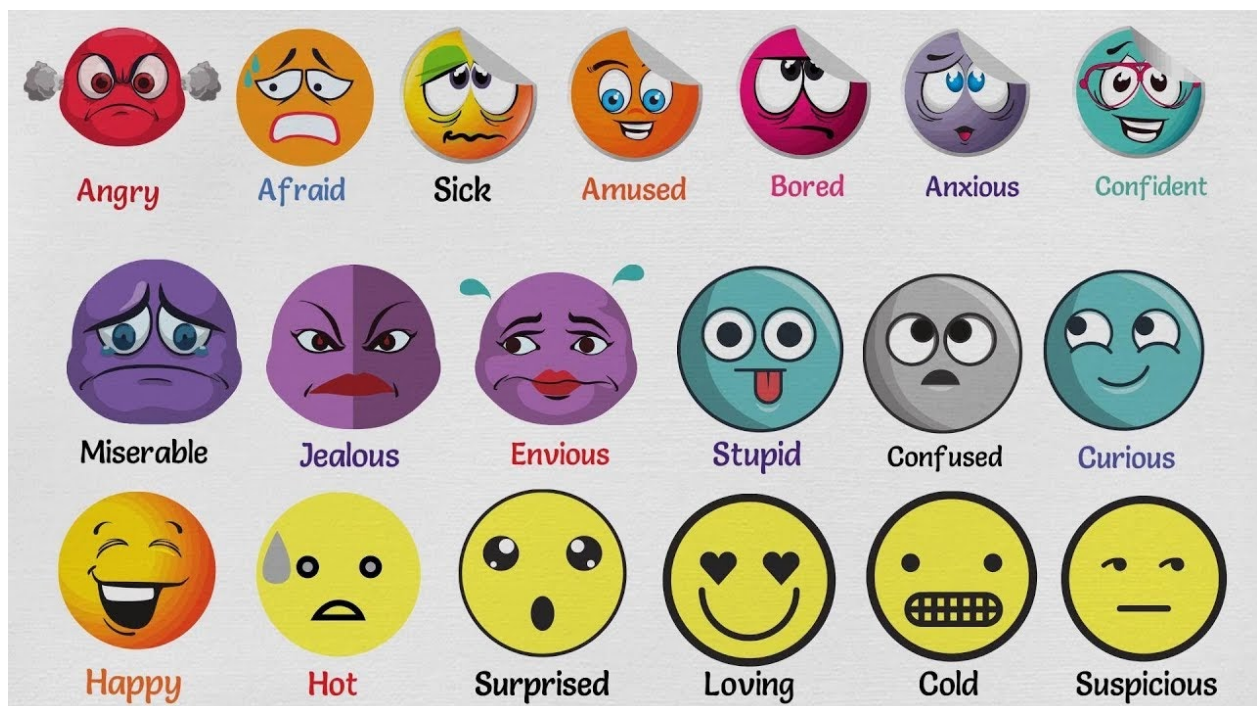 Angry Afraid Sick Amused Bored Anxious Confident
Miserable Jealous Envious Stupid Confused Curious
Happy Hot Surprised Loving Cold Suspicious